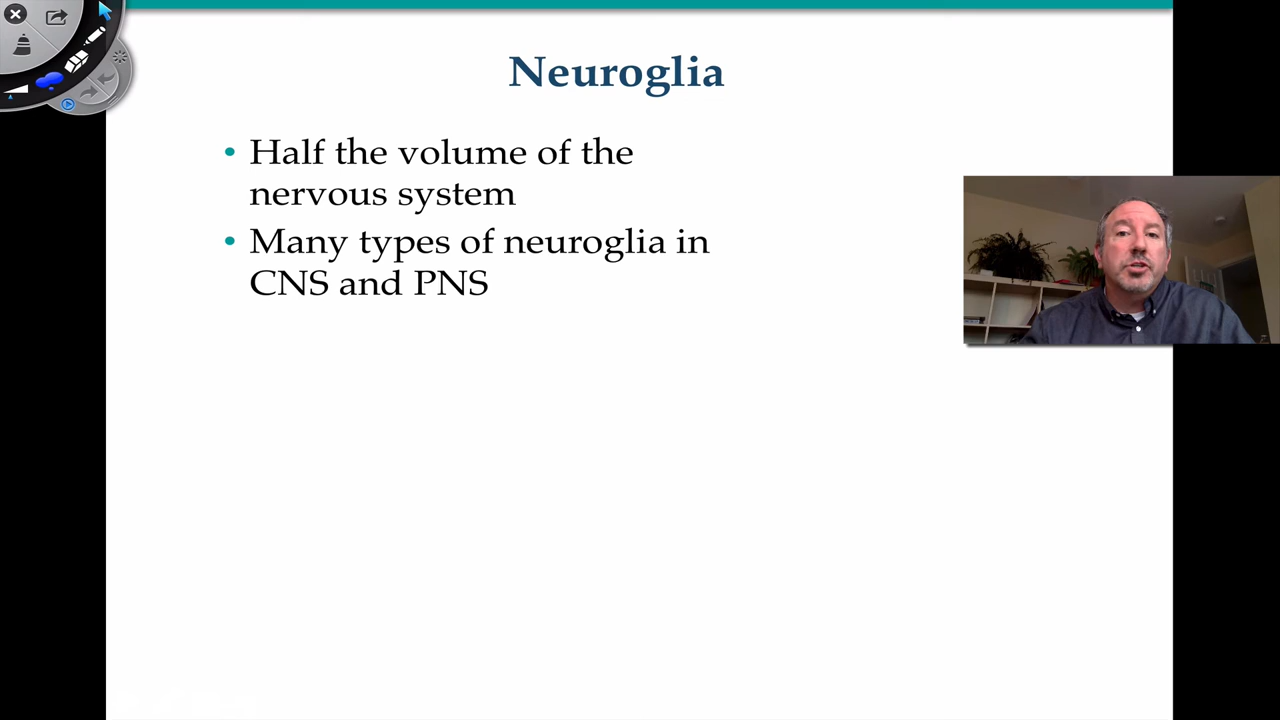 Neuroglia
• Half the volume of the
nervous system
• Many types of neuroglia in
CNS and PNS